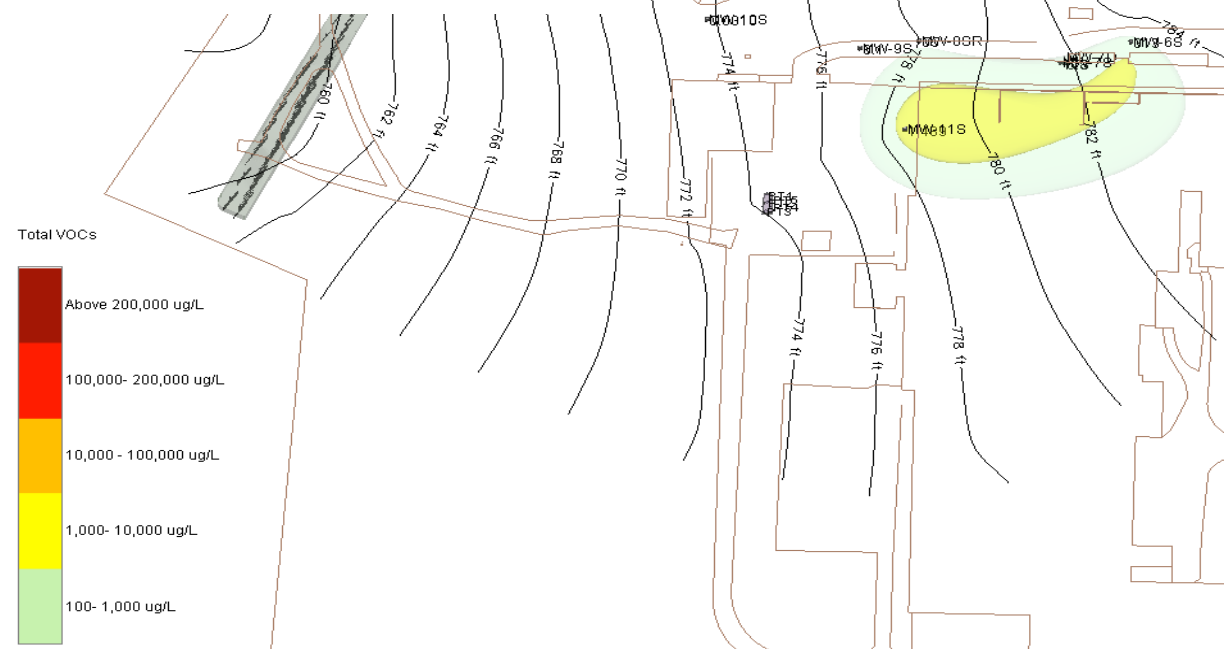 784 ft
MW-6S
774 ft
776 ft
MW-9S
778 ft
760 ft
762 ft
764 ft
766 ft
768 ft
770 ft
772 ft
MW-11S
780 ft
782 ft
PT1
Total VOCs
Above 200,000 ug/L
100,000- 200,000 ug/L
10,000 - 100,000 ug/L
1,000- 10,000 ug/L
100- 1,000 ug/L
774 ft
776 ft
778 ft